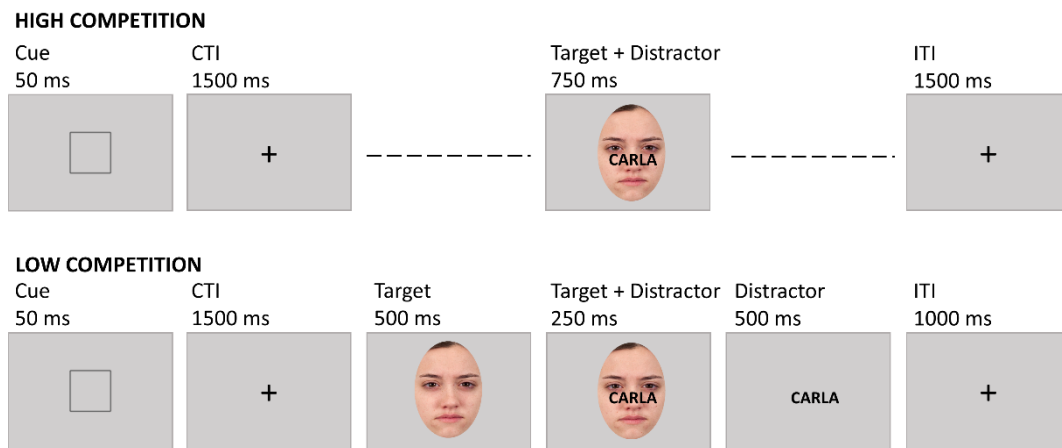 HIGH COMPETITION
Cue CTI Target + Distractor ITI
50 ms 1500 ms 750 ms 1500 ms
+ CARLA +
LOW COMPETITION
Cue CTI Target Target + Distractor Distractor ITI
50 ms 1500 ms 500 ms 250 ms 500 ms 1000 ms
+ CARLA CARLA +